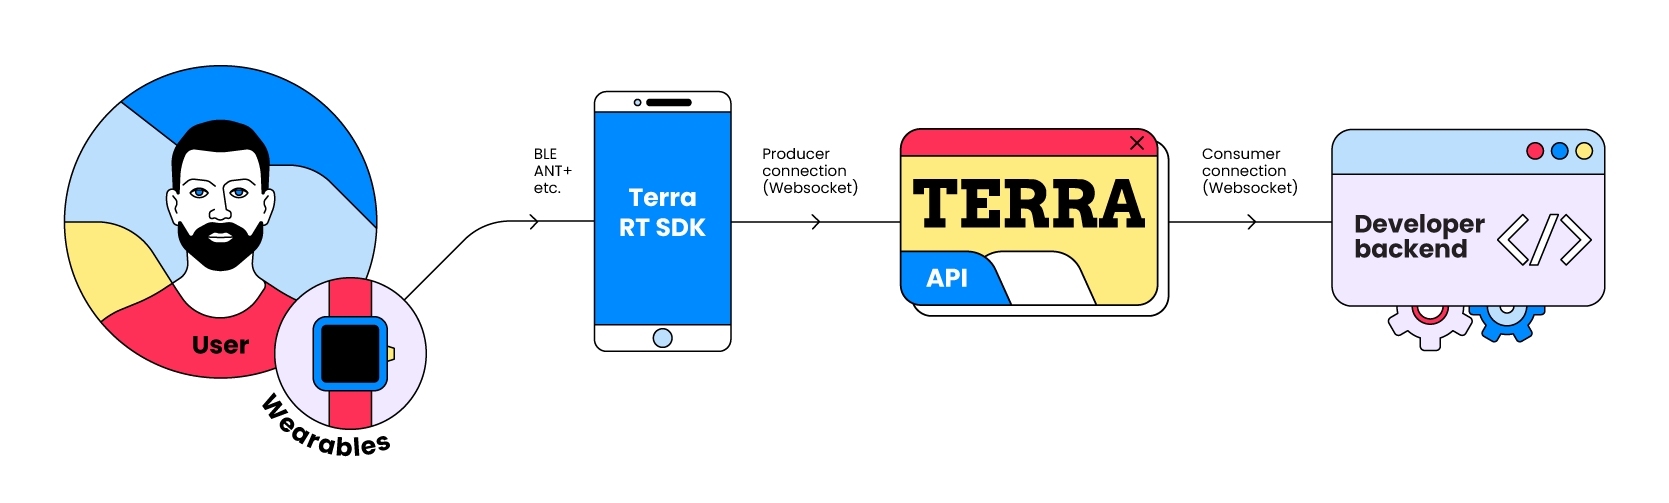 User
Wearables
BLE
ANT+
etc.
Terra
RT SDK
Producer
connection
(Websocket)
TERRA
API
Consumer
connection
(Websocket)
Developer
backend
</>